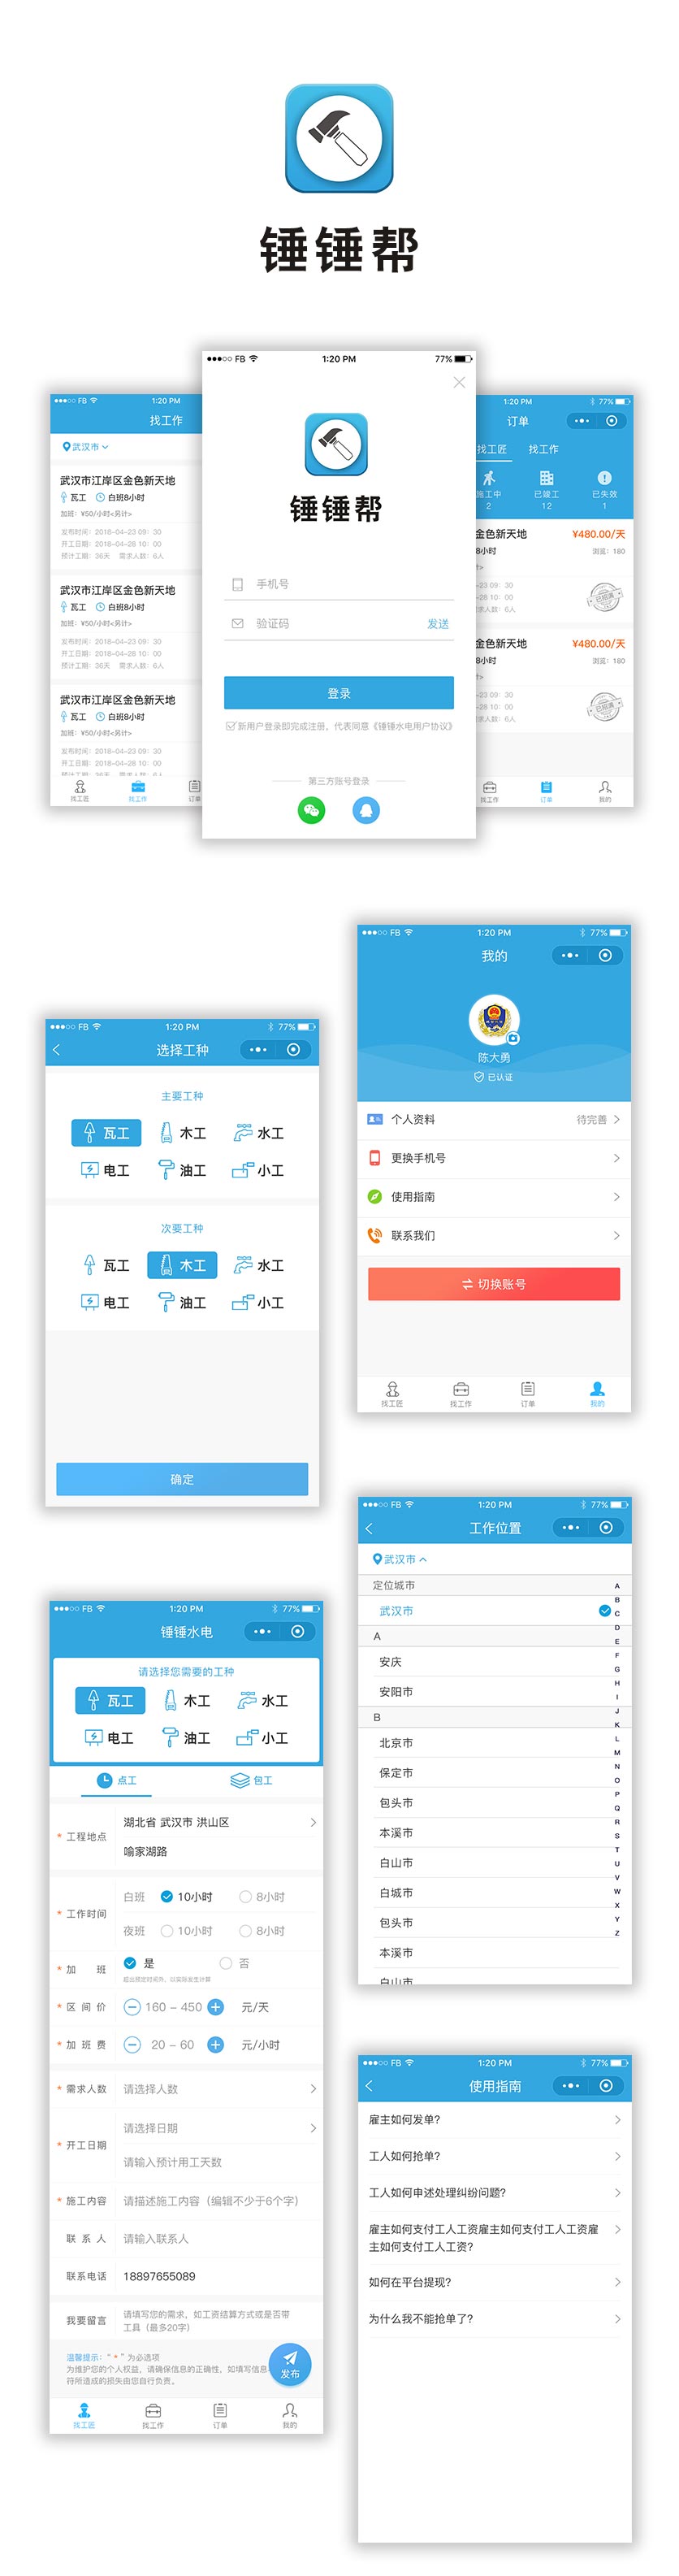 锤锤帮
FB 1:20 PM
找工作
武汉市
武汉市江岸区金色新天地
瓦工 白班8小时
加班：¥50/小时<另计>
发布时间：2018-04-23 09：30
开工日期：2018-04-28 10：00
预计工期：36天 需求人数：6人
武汉市江岸区金色新天地
瓦工 白班8小时
加班：¥50/小时<另计>
发布时间：2018-04-23 09：30
开工日期：2018-04-28 10：00
预计工期：36天 需求人数：6人
武汉市江岸区金色新天地
瓦工 白班8小时
加班：¥50/小时<另计>
发布时间：2018-04-23 09：30
开工日期：2018-04-28 10：00
找工匠 找工作 订单
FB 1:20 PM 77%
锤锤帮
手机号
验证码 发送
登录
新用户登录即完成注册，代表同意《锤锤水电用户协议》
第三方账号登录
1:20 PM 77%
订单
找工匠 找工作
施工中 已竣工 已失效
2 12 1
金色新天地 ¥480.00/天
8小时 浏览：180
-23 09：30
-28 10：00
求人数：6人
已招满
金色新天地 ¥480.00/天
8小时 浏览：180
-23 09：30
-28 10：00
求人数：6人
已招满
找工作 订单 我的
FB 1:20 PM 77%
我的
陈大勇
已认证
个人资料 待完善
更换手机号
使用指南
联系我们
切换账号
找工匠 找工作 订单 我的
FB 1:20 PM 77%
选择工种
主要工种
瓦工 木工 水工
电工 油工 小工
次要工种
瓦工 木工 水工
电工 油工 小工
确定
FB 1:20 PM 77%
工作位置
武汉市
定位城市
武汉市
A
安庆
安阳市
B
北京市
保定市
包头市
本溪市
白山市
白城市
包头市
本溪市
白山市
A
B
C
D
E
F
G
H
I
J
K
L
M
N
O
P
Q
R
S
T
U
V
W
X
Y
Z
FB 1:20 PM 77%
锤锤水电
请选择您需要的工种
瓦工 木工 水工
电工 油工 小工
点工 包工
* 工程地点 湖北省 武汉市 洪山区
喻家湖路
* 工作时间 白班 10小时 8小时
夜班 10小时 8小时
* 加 班 是 否
超出预定时间外，以实际发生计算
* 区 间 价 160 - 450 元/天
* 加 班 费 20 - 60 元/小时
* 需求人数 请选择人数
* 开工日期 请选择日期
请输入预计用工天数
* 施工内容 请描述施工内容（编辑不少于6个字）
联 系 人 请输入联系人
联系电话 18897655089
我要留言 请填写您的需求，如工资结算方式或是否带
工具（最多20字）
温馨提示：“*”为必选项
为维护您的个人权益，请确保信息的正确性，如填写信息
符所造成的损失由您自行负责。
发布
找工匠 找工作 订单 我的
FB 1:20 PM 77%
使用指南
雇主如何发单?
工人如何抢单?
工人如何申述处理纠纷问题?
雇主如何支付工人工资雇主如何支付工人工资雇
主如何支付工人工资?
如何在平台提现?
为什么我不能抢单了?